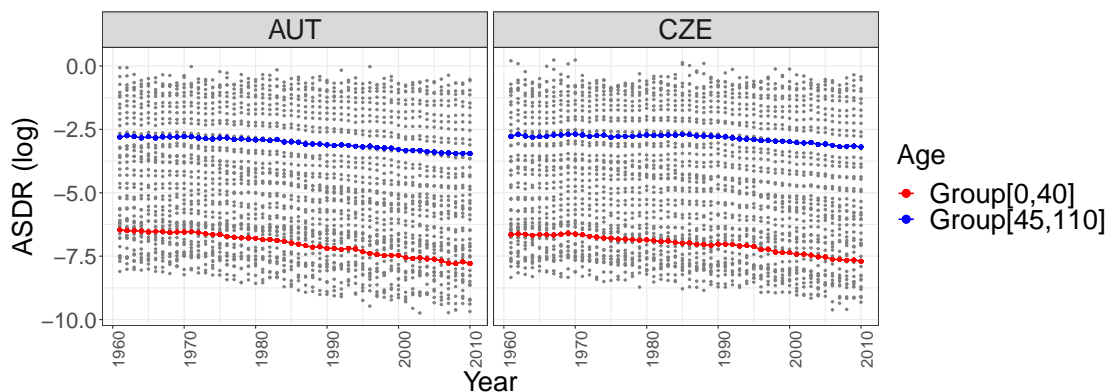 AUT CZE
ASDR (log)
0.0
−2.5
−5.0
−7.5
−10.0
1960 1970 1980 1990 2000 2010 1960 1970 1980 1990 2000 2010
Year
Age
Group[0,40]
Group[45,110]